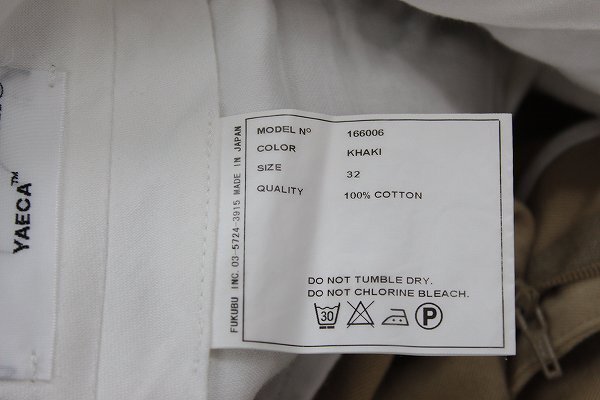 YAECA™
FUKUBU INC. 03-5724-3915 MADE IN JAPAN
MODEL Nº 166006
COLOR KHAKI
SIZE 32
QUALITY 100% COTTON
DO NOT TUMBLE DRY.
DO NOT CHLORINE BLEACH.
30 P